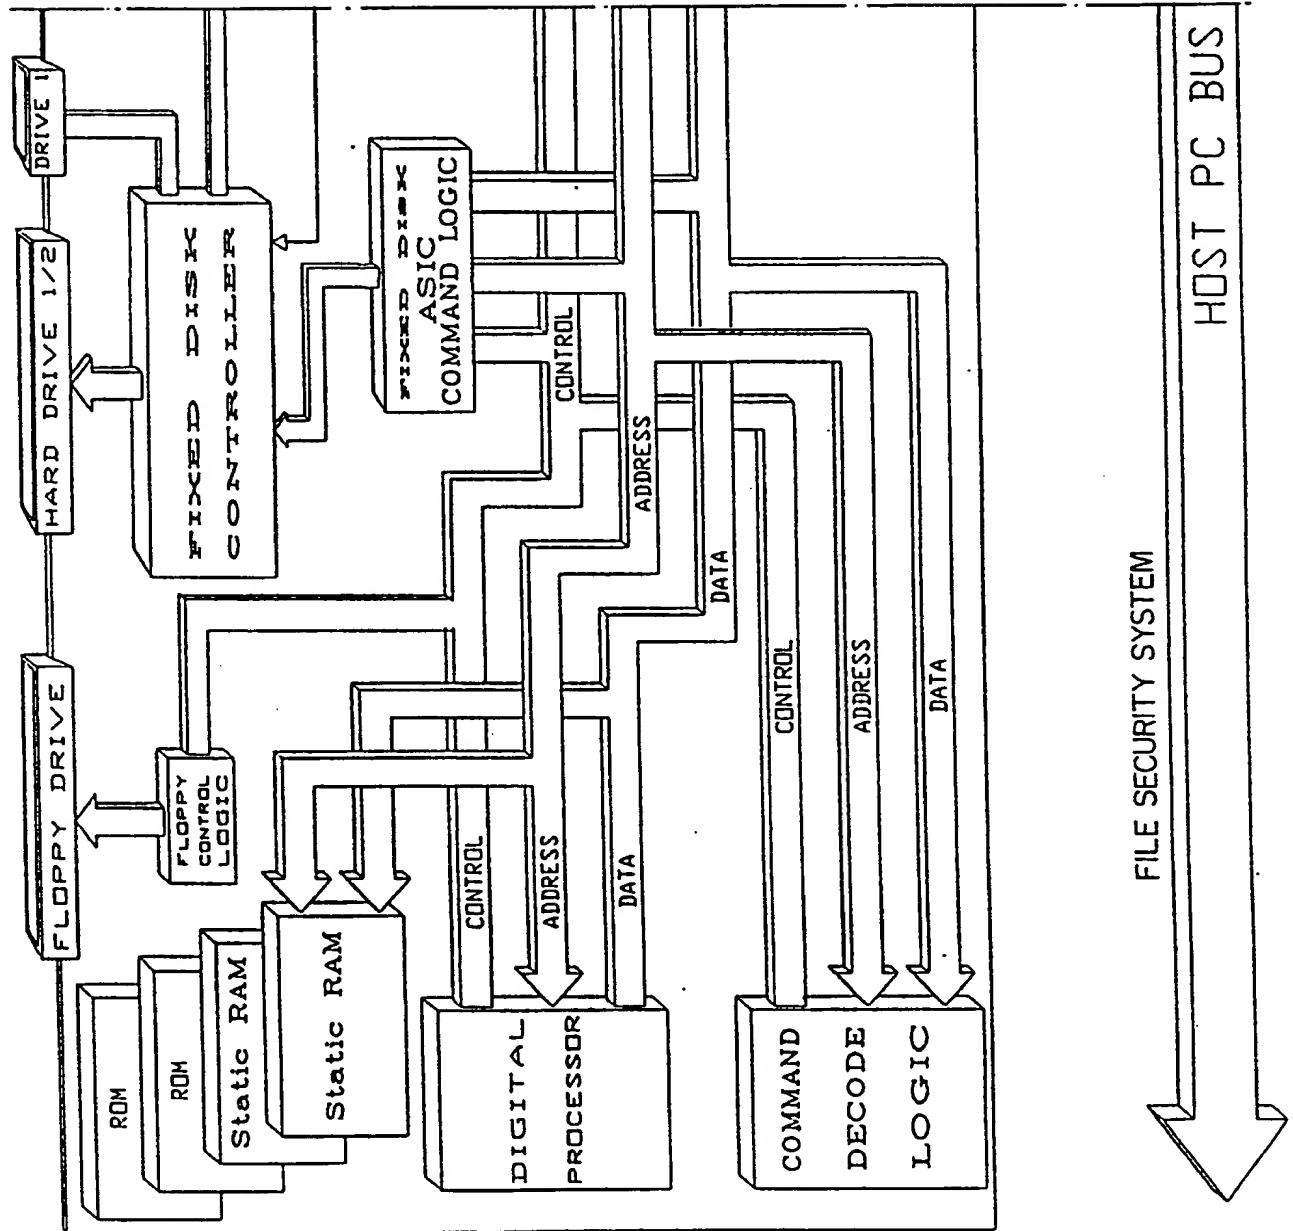 DRIVE 1
HARD DRIVE 1/2
FLOPPY DRIVE
FIXED DISK
CONTROLLER
FIXED DISK
ASIC
COMMAND LOGIC
FLOPPY
CONTROL
LOGIC
ROM
ROM
Static RAM
Static RAM
CONTROL
ADDRESS
DATA
CONTROL
ADDRESS
DATA
CONTROL
ADDRESS
DATA
DIGITAL
PROCESSOR
COMMAND
DECODE
LOGIC
FILE SECURITY SYSTEM
HOST PC BUS